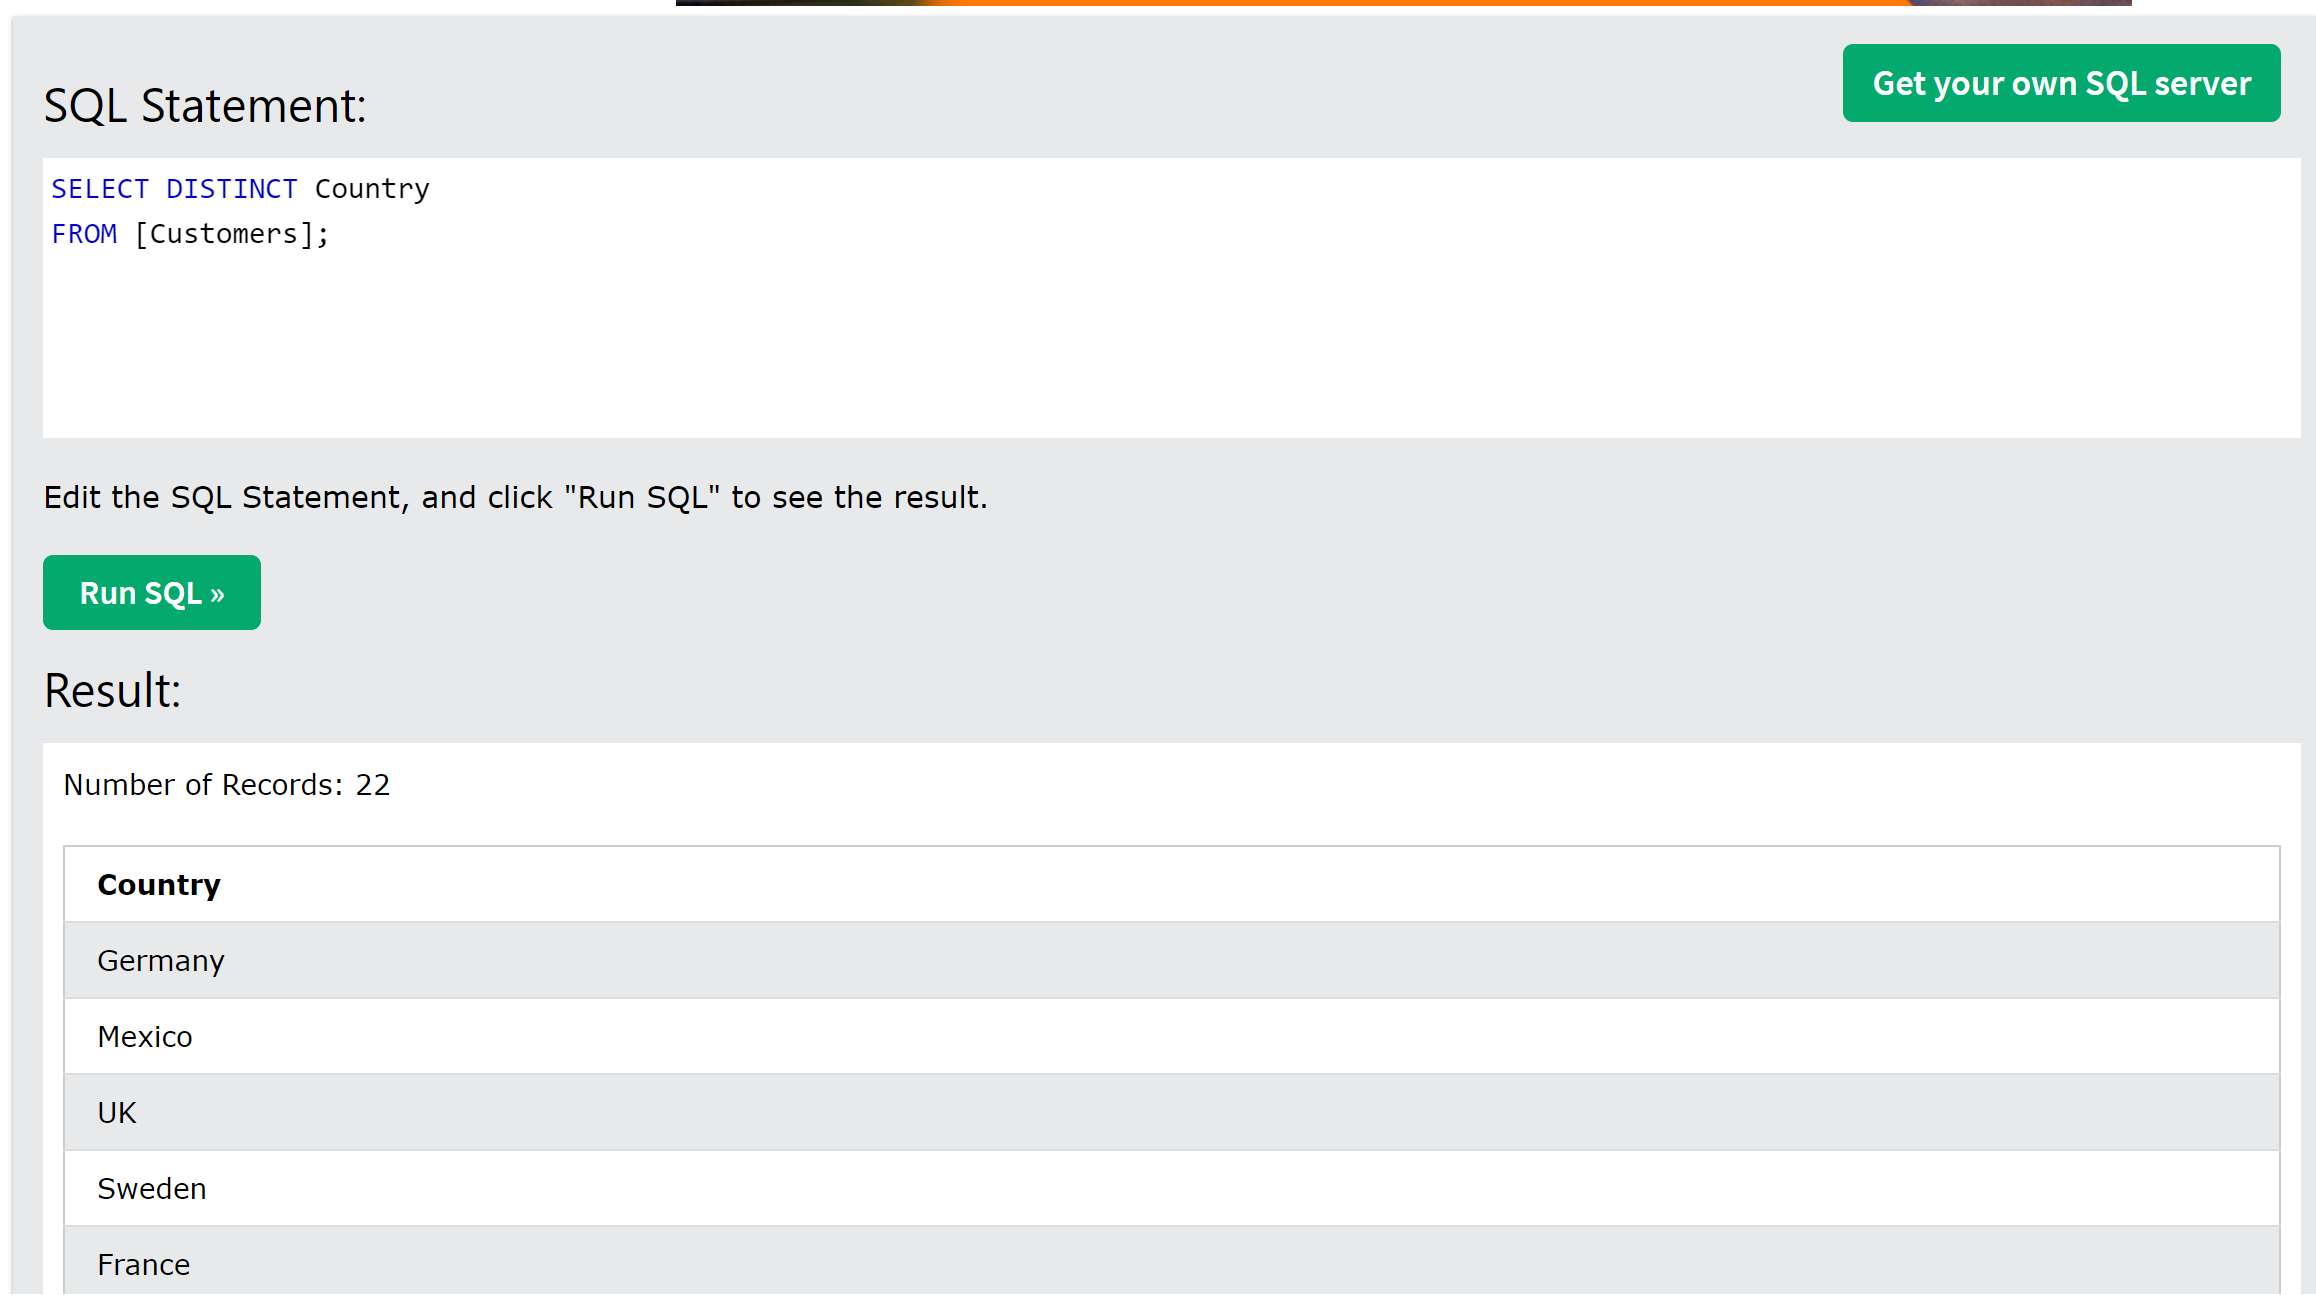 Get your own SQL server
SQL Statement:
SELECT DISTINCT Country
FROM [Customers];
Edit the SQL Statement, and click "Run SQL" to see the result.
Run SQL »
Result:
Number of Records: 22
Country
Germany
Mexico
UK
Sweden
France